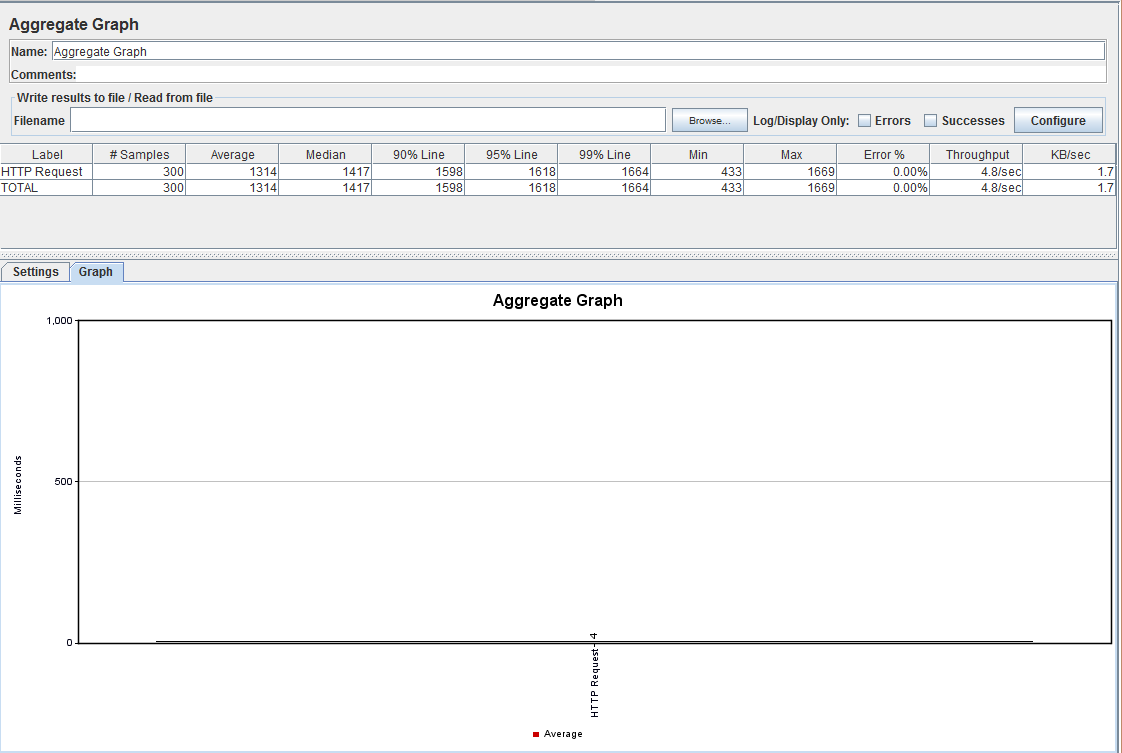 Aggregate Graph
Name: Aggregate Graph
Comments:
Write results to file / Read from file
Filename Browse... Log/Display Only: Errors Successes Configure
Label # Samples Average Median 90% Line 95% Line 99% Line Min Max Error % Throughput KB/sec
HTTP Request 300 1314 1417 1598 1618 1664 433 1669 0.00% 4.8/sec 1.7
TOTAL 300 1314 1417 1598 1618 1664 433 1669 0.00% 4.8/sec 1.7
Settings Graph
Aggregate Graph
1,000
Milliseconds
500
0
4
HTTP Request-
Average